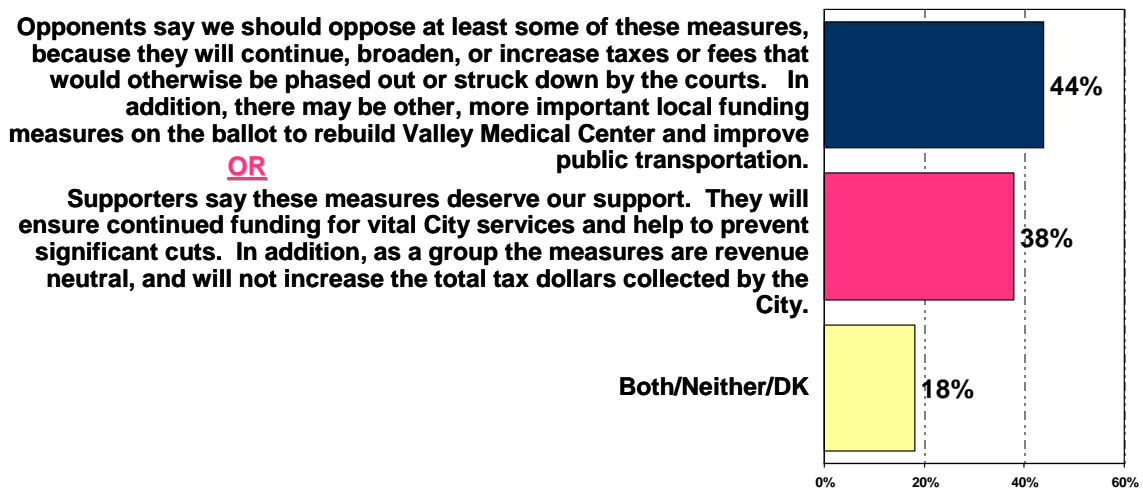 Opponents say we should oppose at least some of these measures,
because they will continue, broaden, or increase taxes or fees that
would otherwise be phased out or struck down by the courts. In
addition, there may be other, more important local funding
measures on the ballot to rebuild Valley Medical Center and improve
public transportation.
44%
OR
Supporters say these measures deserve our support. They will
ensure continued funding for vital City services and help to prevent
significant cuts. In addition, as a group the measures are revenue
neutral, and will not increase the total tax dollars collected by the
City.
38%
Both/Neither/DK
18%
0% 20% 40% 60%